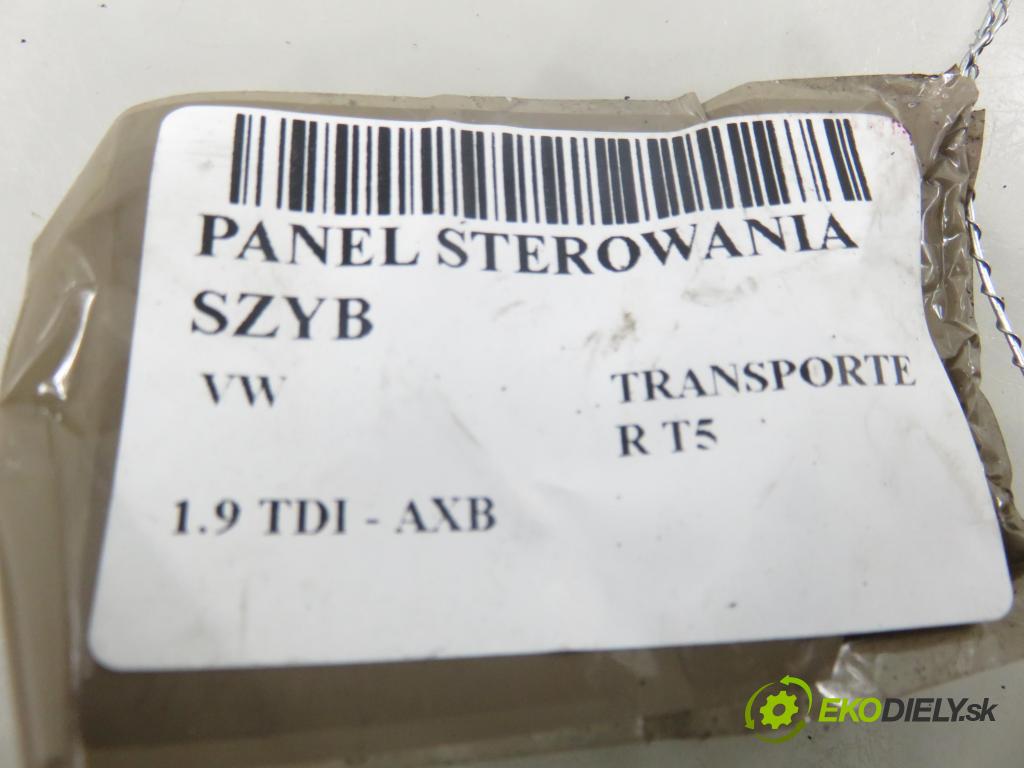 PANEL STEROWANIA
SZYB
VW
TRANSPORTE
R T5
1.9 TDI - AXB
EKODIELY.sk